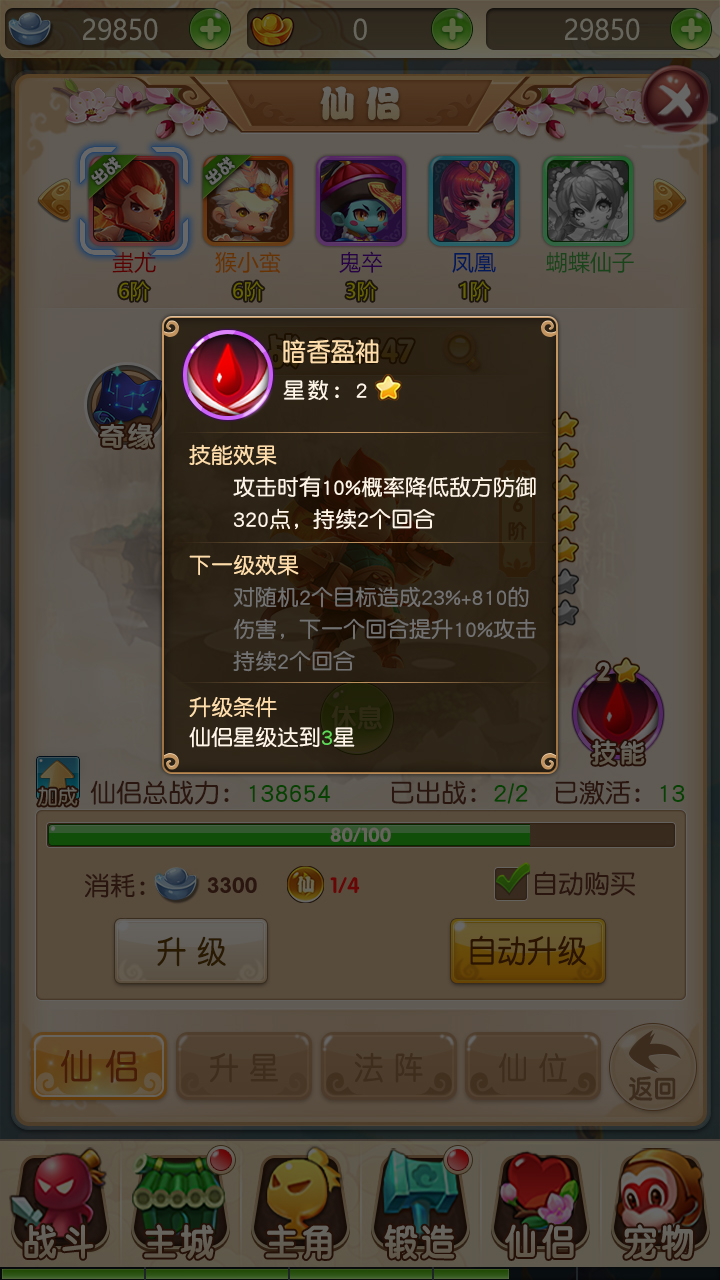 29850
0
29850
仙侣
出战
出战
蚩尤
猴小蛮
鬼卒
凤凰
蝴蝶仙子
6阶
6阶
3阶
1阶
47
暗香盈袖
星数：2
奇缘
技能效果
攻击时有10%概率降低敌方防御
320点，持续2个回合
6
阶
下一级效果
对随机2个目标造成23%+810的
伤害，下一个回合提升10%攻击
持续2个回合
2
休息
升级条件
仙侣星级达到3星
技能
加成
仙侣总战力：138654
已出战：2/2
已激活：13
80/100
消耗：
3300
仙
1/4
自动购买
升级
自动升级
仙侣
升星
法阵
仙位
返回
战斗
主城
主角
锻造
仙侣
宠物